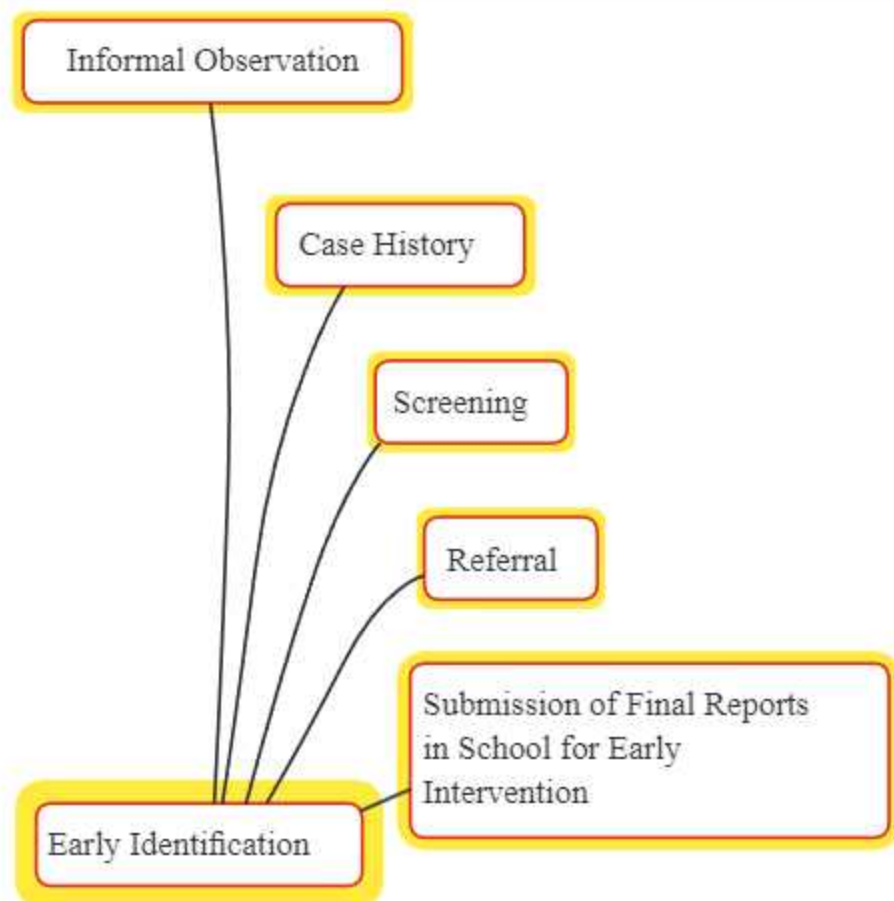 Informal Observation
Case History
Screening
Referral
Submission of Final Reports
in School for Early
Intervention
Early Identification